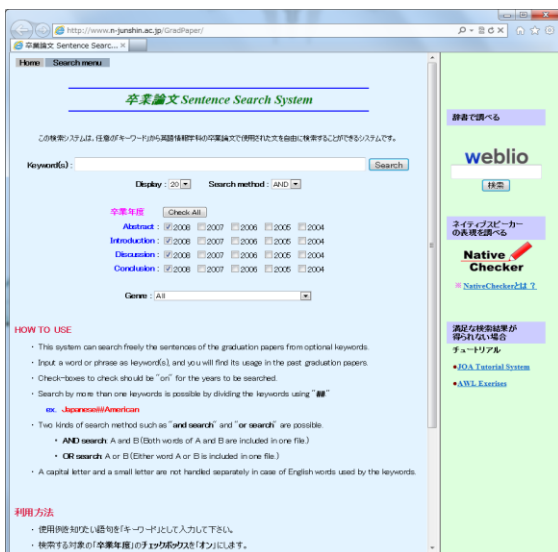 http://www.n-junshin.ac.jp/GradPaper/
卒業論文 Sentence Searc...
Home Search menu
卒業論文 Sentence Search System
この検索システムは、任意の「キーワード」から英語情報学科の卒業論文で使用された文を自由に検索することができるシステムです。
Keyword(s) : Search
Display : 20 Search method : AND
卒業年度 Check All
Abstract : 2008 2007 2006 2005 2004
Introduction : 2008 2007 2006 2005 2004
Discussion : 2008 2007 2006 2005 2004
Conclusion : 2008 2007 2006 2005 2004
Genre : All
HOW TO USE
・ This system can search freely the sentences of the graduation papers from optional keywords.
・ Input a word or phrase as keyword(s), and you will find its usage in the past graduation papers.
・ Check-boxes to check should be "on" for the years to be searched.
・ Search by more than one keywords is possible by dividing the keywords using "##"
ex. Japanese##American
・ Two kinds of search method such as "and search" and "or search" are possible.
・ AND search: A and B (Both words of A and B are included in one file.)
・ OR search: A or B (Either word A or B is included in one file.)
・ A capital letter and a small letter are not handled separately in case of English words used by the keywords.
利用方法
・ 使用例を知りたい語句を「キーワード」として入力して下さい。
・ 検索する対象の「卒業年度」のチェックボックスを「オン」にします。
辞書で調べる
weblio
検索
ネイティブスピーカー
の表現を調べる
Native
Checker
※ NativeCheckerとは ?
満足な検索結果が
得られない場合
チュートリアル
●JOA Tutorial System
●AWL Exerises